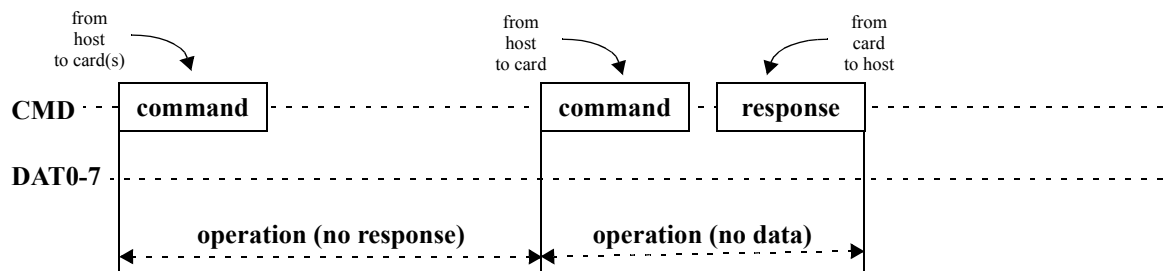 from
host
to card(s)
from
host
to card
from
card
to host
CMD
command
command
response
DAT0-7
operation (no response)
operation (no data)